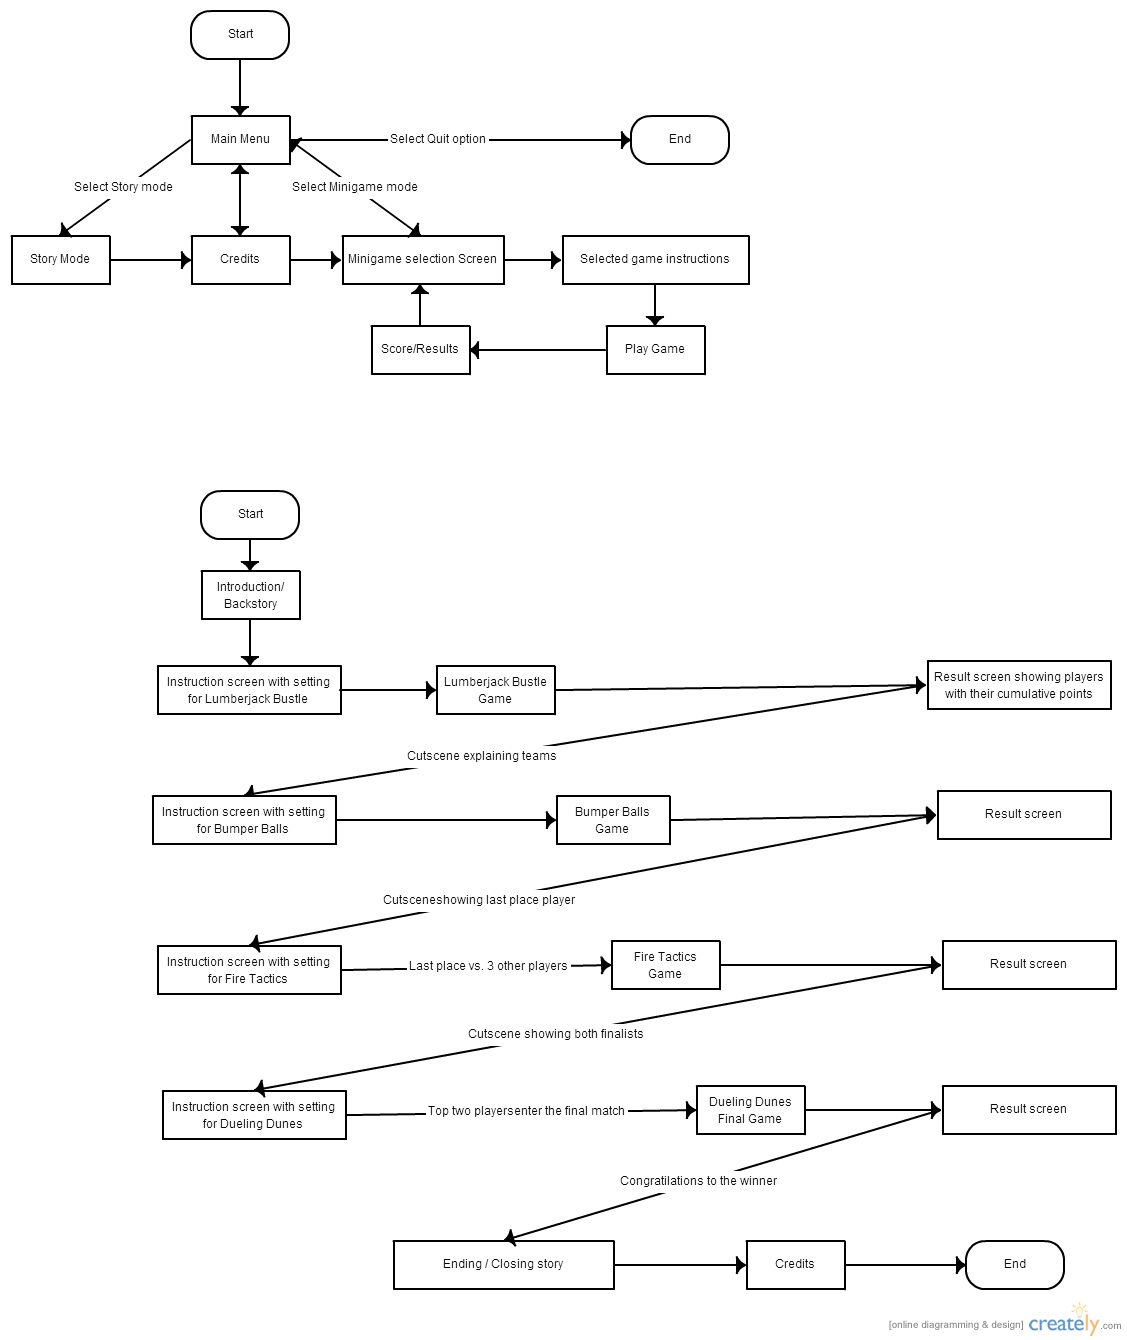 Start
Main Menu
Select Quit option
End
Select Story mode
Select Minigame mode
Story Mode
Credits
Minigame selection Screen
Selected game instructions
Score/Results
Play Game
Start
Introduction/
Backstory
Instruction screen with setting
for Lumberjack Bustle
Lumberjack Bustle
Game
Result screen showing players
with their cumulative points
Cutscene explaining teams
Instruction screen with setting
for Bumper Balls
Bumper Balls
Game
Result screen
Cutsceneshowing last place player
Instruction screen with setting
for Fire Tactics
Last place vs. 3 other players
Fire Tactics
Game
Result screen
Cutscene showing both finalists
Instruction screen with setting
for Dueling Dunes
Top two playersenter the final match
Dueling Dunes
Final Game
Result screen
Congratilations to the winner
Ending / Closing story
Credits
End
[online diagramming & design] creately.com